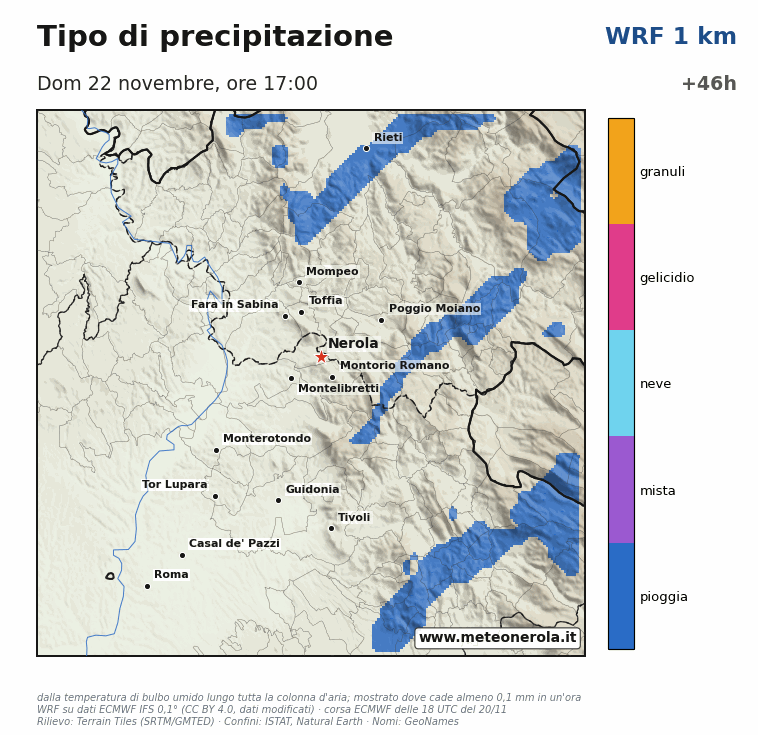 Tipo di precipitazione
WRF 1 km
Dom 22 novembre, ore 17:00
+46h
Rieti
granuli
gelicidio
neve
mista
pioggia
Mompeo
Fara in Sabina
Toffia
Poggio Moiano
Nerola
Montorio Romano
Montelibretti
Monterotondo
Tor Lupara
Guidonia
Tivoli
Casal de' Pazzi
Roma
www.meteonerola.it
dalla temperatura di bulbo umido lungo tutta la colonna d'aria; mostrato dove cade almeno 0,1 mm in un'ora
WRF su dati ECMWF IFS 0,1° (CC BY 4.0, dati modificati) · corsa ECMWF delle 18 UTC del 20/11
Rilievo: Terrain Tiles (SRTM/GMTED) · Confini: ISTAT, Natural Earth · Nomi: GeoNames